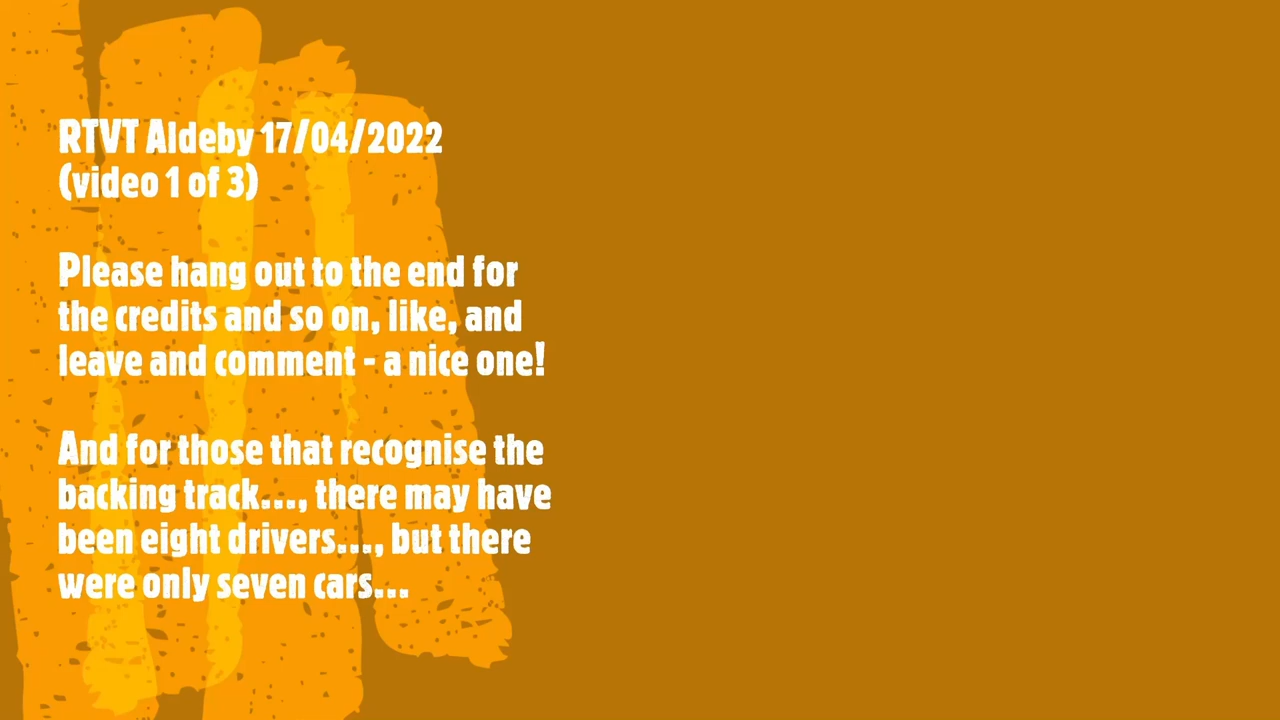 RTVT Aldeby 17/04/2022
(video 1 of 3)
Please hang out to the end for
the credits and so on, like, and
leave and comment - a nice one!
And for those that recognise the
backing track..., there may have
been eight drivers..., but there
were only seven cars...